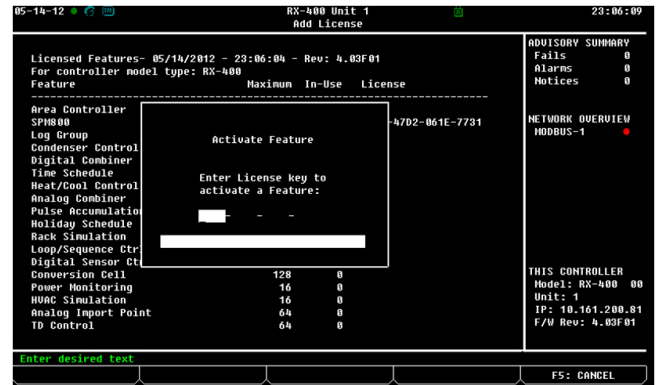 05-14-12
RX-400 Unit 1
23:06:09
Add License
Licensed Features- 05/14/2012 - 23:06:04 - Rev: 4.03F01
For controller model type: RX-400
Feature Maximum In-Use License
Area Controller
SPM800 -47D2-061E-7731
Log Group
Condenser Control
Digital Combiner
Time Schedule
Heat/Cool Control
Analog Combiner
Pulse Accumulatio
Holiday Schedule
Rack Simulation
Loop/Sequence Ctr
Digital Sensor Ct
Conversion Cell 128 0
Power Monitoring 16 0
HVAC Simulation 16 0
Analog Import Point 64 0
TD Control 64 0
Activate Feature
Enter License key to
activate a Feature:
- - -
ADVISORY SUMMARY
Fails 0
Alarms 0
Notices 0
NETWORK OVERVIEW
MODBUS-1
THIS CONTROLLER
Model: RX-400 00
Unit: 1
IP: 10.161.200.81
F/W Rev: 4.03F01
Enter desired text
F5: CANCEL